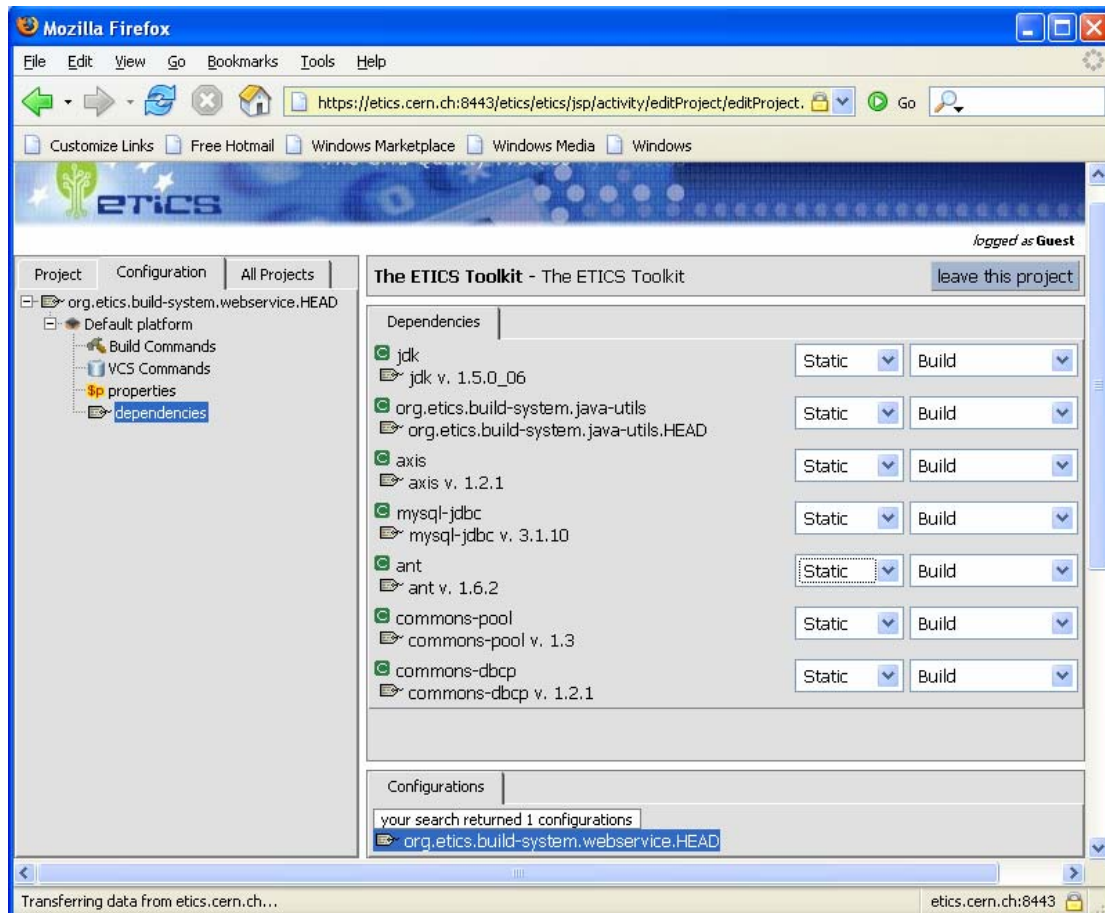 Mozilla Firefox
File Edit View Go Bookmarks Tools Help
https://etics.cern.ch:8443/etics/etics/jsp/activity/editProject/editProject. Go
Customize Links Free Hotmail Windows Marketplace Windows Media Windows
eTiCS
logged as Guest
Project Configuration All Projects
org.etics.build-system.webservice.HEAD
Default platform
Build Commands
VCS Commands
$p properties
dependencies
The ETICS Toolkit - The ETICS Toolkit leave this project
Dependencies
C jdk
jdk v. 1.5.0_06 Static Build
C org.etics.build-system.java-utils
org.etics.build-system.java-utils.HEAD Static Build
C axis
axis v. 1.2.1 Static Build
C mysql-jdbc
mysql-jdbc v. 3.1.10 Static Build
C ant
ant v. 1.6.2 Static Build
C commons-pool
commons-pool v. 1.3 Static Build
C commons-dbcp
commons-dbcp v. 1.2.1 Static Build
Configurations
your search returned 1 configurations
org.etics.build-system.webservice.HEAD
Transferring data from etics.cern.ch... etics.cern.ch:8443